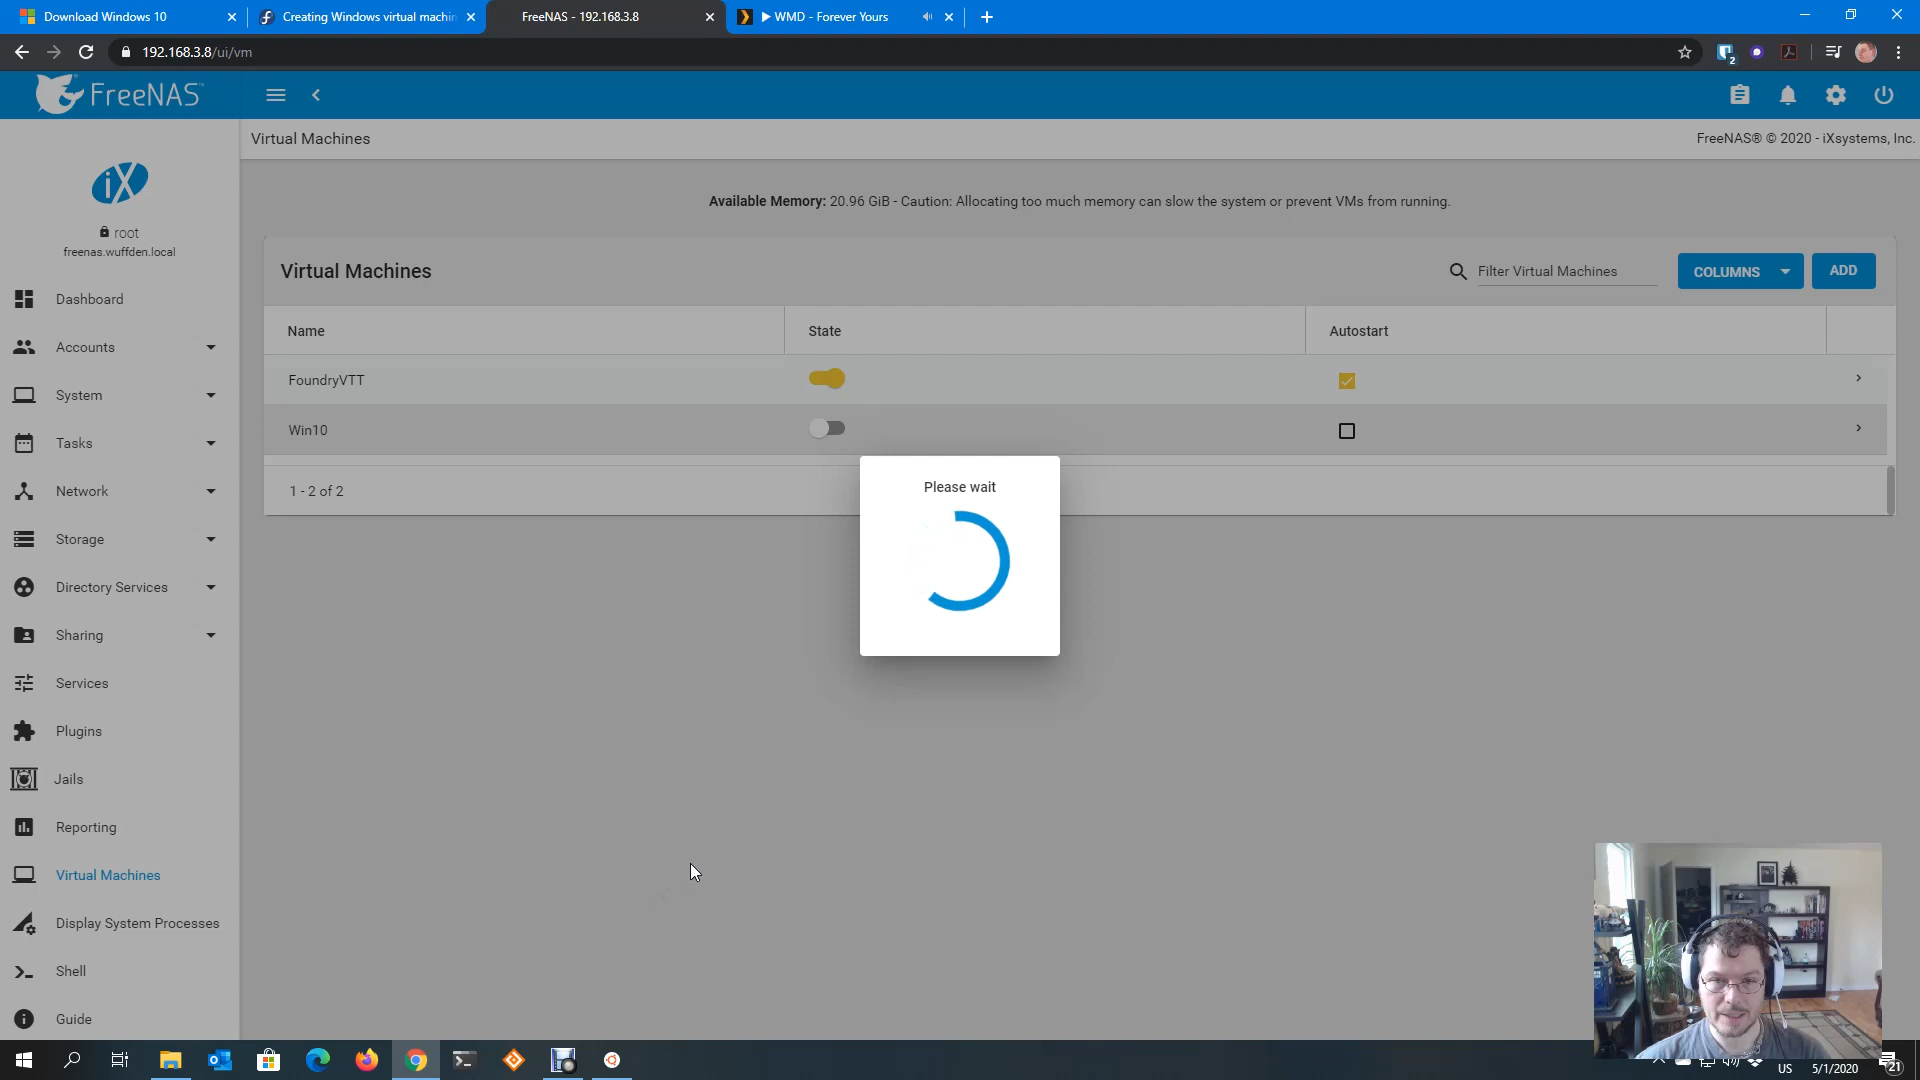 Download Windows 10
Creating Windows virtual machin
FreeNAS - 192.168.3.8
WMD - Forever Yours
192.168.3.8/ui/vm
2
FreeNAS™
Virtual Machines
FreeNAS® © 2020 - iXsystems, Inc.
iX
root
freenas.wuffden.local
Available Memory: 20.96 GiB - Caution: Allocating too much memory can slow the system or prevent VMs from running.
Virtual Machines
Filter Virtual Machines
COLUMNS
ADD
Name
State
Autostart
FoundryVTT
Win10
1 - 2 of 2
Please wait
Dashboard
Accounts
System
Tasks
Network
Storage
Directory Services
Sharing
Services
Plugins
Jails
Reporting
Virtual Machines
Display System Processes
Shell
Guide
US
5/1/2020
21